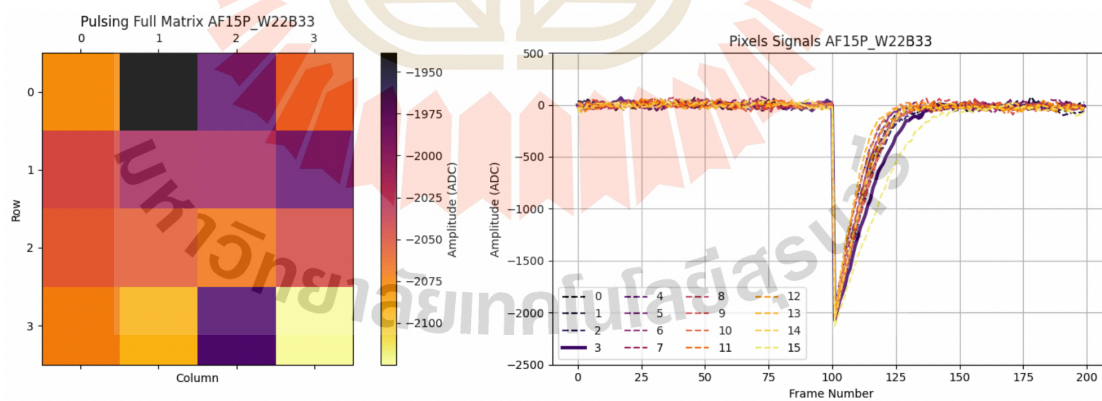 Pulsing Full Matrix AF15P_W22B33
0 1 2 3
0
1
2
3
Row
Column
−1950
−1975
−2000
−2025
−2050
−2075
−2100
Amplitude (ADC)
Pixels Signals AF15P_W22B33
500
0
−500
−1000
−1500
−2000
−2500
Amplitude (ADC)
0 4 8 12
1 5 9 13
2 6 10 14
3 7 11 15
0 25 50 75 100 125 150 175 200
Frame Number
มหาวิทยาลัยเทคโนโลยีสุรนารี